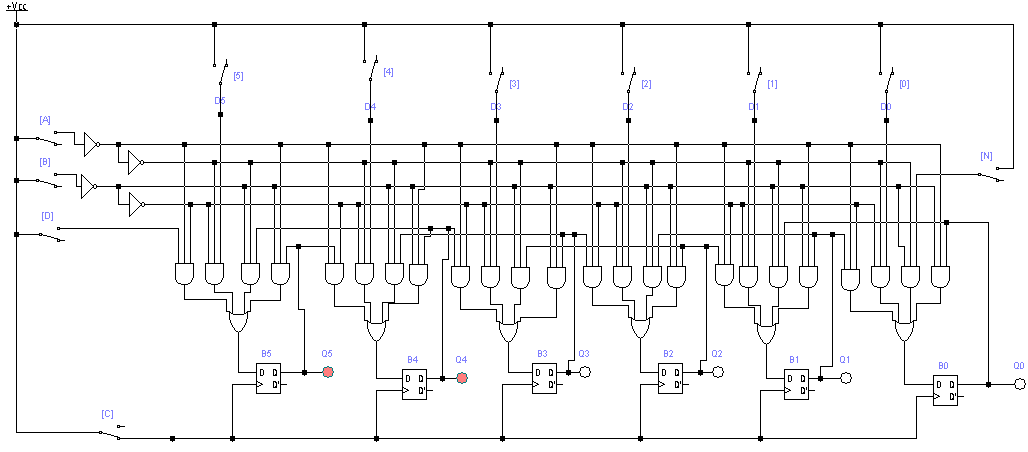 +Vcc
[5] [4] [3] [2] [1] [0]
D5 D4 D3 D2 D1 D0
[A]
[B] [N]
[D]
B5 Q5 B4 Q4 B3 Q3 B2 Q2 B1 Q1 B0 Q0
D Q D Q D Q D Q D Q D Q
Q' Q' Q' Q' Q' Q'
[C]